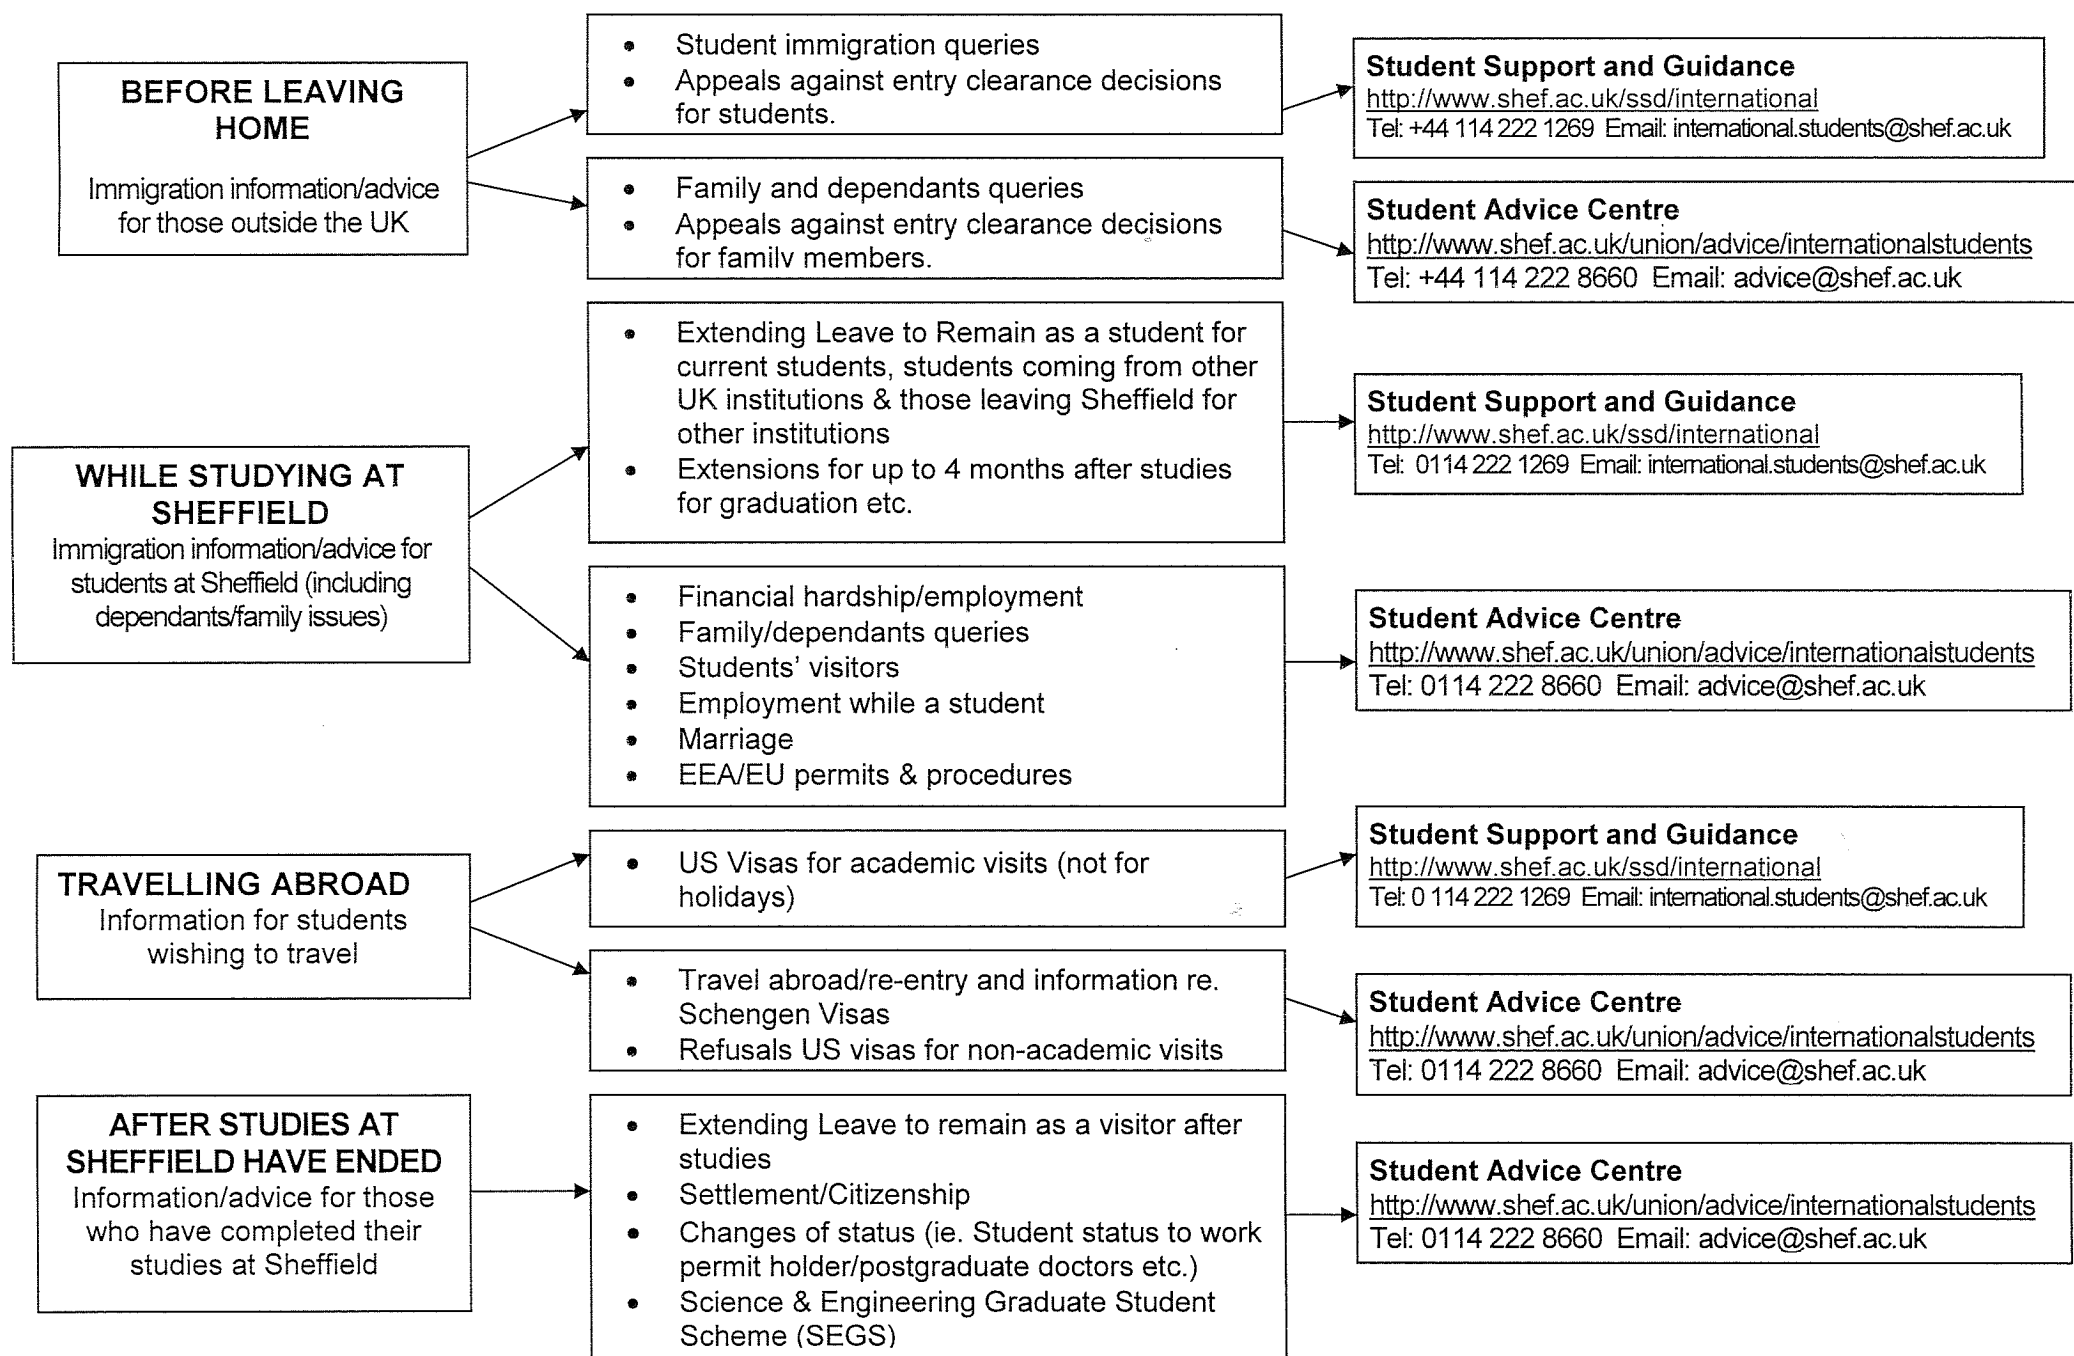 BEFORE LEAVING
HOME
Immigration information/advice
for those outside the UK
• Student immigration queries
• Appeals against entry clearance decisions
for students.
Student Support and Guidance
http://www.shef.ac.uk/ssd/international
Tel: +44 114 222 1269 Email: international.students@shef.ac.uk
• Family and dependants queries
• Appeals against entry clearance decisions
for family members.
Student Advice Centre
http://www.shef.ac.uk/union/advice/internationalstudents
Tel: +44 114 222 8660 Email: advice@shef.ac.uk
WHILE STUDYING AT
SHEFFIELD
Immigration information/advice for
students at Sheffield (including
dependants/family issues)
• Extending Leave to Remain as a student for
current students, students coming from other
UK institutions & those leaving Sheffield for
other institutions
• Extensions for up to 4 months after studies
for graduation etc.
Student Support and Guidance
http://www.shef.ac.uk/ssd/international
Tel: 0114 222 1269 Email: international.students@shef.ac.uk
• Financial hardship/employment
• Family/dependants queries
• Students' visitors
• Employment while a student
• Marriage
• EEA/EU permits & procedures
Student Advice Centre
http://www.shef.ac.uk/union/advice/internationalstudents
Tel: 0114 222 8660 Email: advice@shef.ac.uk
TRAVELLING ABROAD
Information for students
wishing to travel
• US Visas for academic visits (not for
holidays)
Student Support and Guidance
http://www.shef.ac.uk/ssd/international
Tel: 0 114 222 1269 Email: international.students@shef.ac.uk
• Travel abroad/re-entry and information re.
Schengen Visas
• Refusals US visas for non-academic visits
Student Advice Centre
http://www.shef.ac.uk/union/advice/internationalstudents
Tel: 0114 222 8660 Email: advice@shef.ac.uk
AFTER STUDIES AT
SHEFFIELD HAVE ENDED
Information/advice for those
who have completed their
studies at Sheffield
• Extending Leave to remain as a visitor after
studies
• Settlement/Citizenship
• Changes of status (ie. Student status to work
permit holder/postgraduate doctors etc.)
• Science & Engineering Graduate Student
Scheme (SEGS)
Student Advice Centre
http://www.shef.ac.uk/union/advice/internationalstudents
Tel: 0114 222 8660 Email: advice@shef.ac.uk